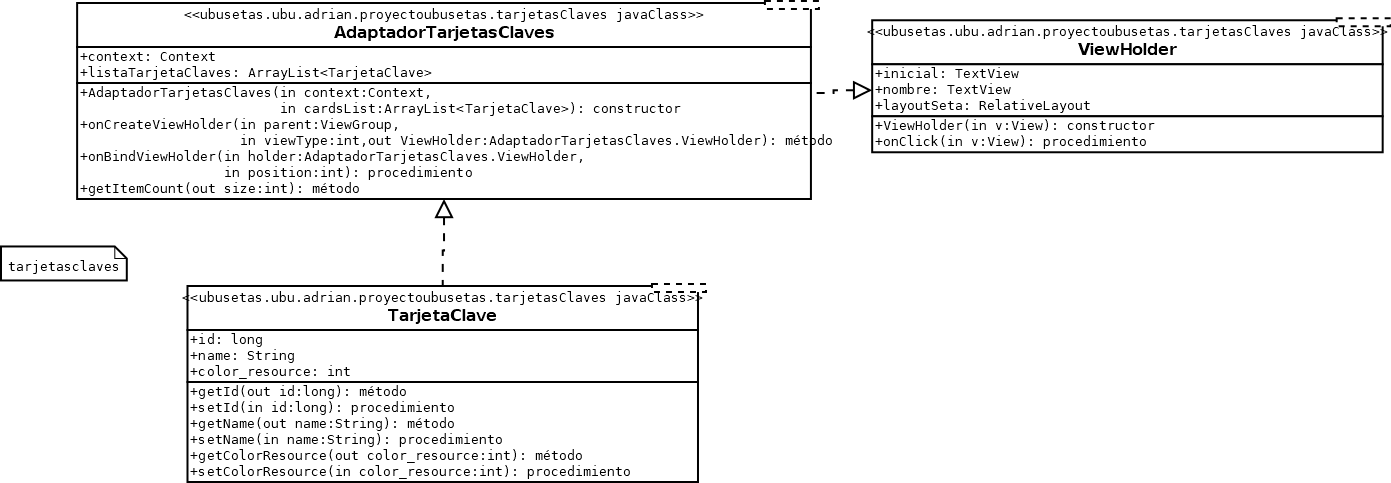 <<ubusetas.ubu.adrian.proyectoubusetas.tarjetasClaves javaClass>>
AdaptadorTarjetasClaves
+context: Context
+listaTarjetaClaves: ArrayList<TarjetaClave>
+AdaptadorTarjetasClaves(in context:Context,
in cardsList:ArrayList<TarjetaClave>): constructor
+onCreateViewHolder(in parent:ViewGroup,
in viewType:int,out ViewHolder:AdaptadorTarjetasClaves.ViewHolder): método
+onBindViewHolder(in holder:AdaptadorTarjetasClaves.ViewHolder,
in position:int): procedimiento
+getItemCount(out size:int): método
<<ubusetas.ubu.adrian.proyectoubusetas.tarjetasClaves javaClass>>
ViewHolder
+inicial: TextView
+nombre: TextView
+layoutSeta: RelativeLayout
+ViewHolder(in v:View): constructor
+onClick(in v:View): procedimiento
tarjetasclaves
<<ubusetas.ubu.adrian.proyectoubusetas.tarjetasClaves javaClass>>
TarjetaClave
+id: long
+name: String
+color_resource: int
+getId(out id:long): método
+setId(in id:long): procedimiento
+getName(out name:String): método
+setName(in name:String): procedimiento
+getColorResource(out color_resource:int): método
+setColorResource(in color_resource:int): procedimiento